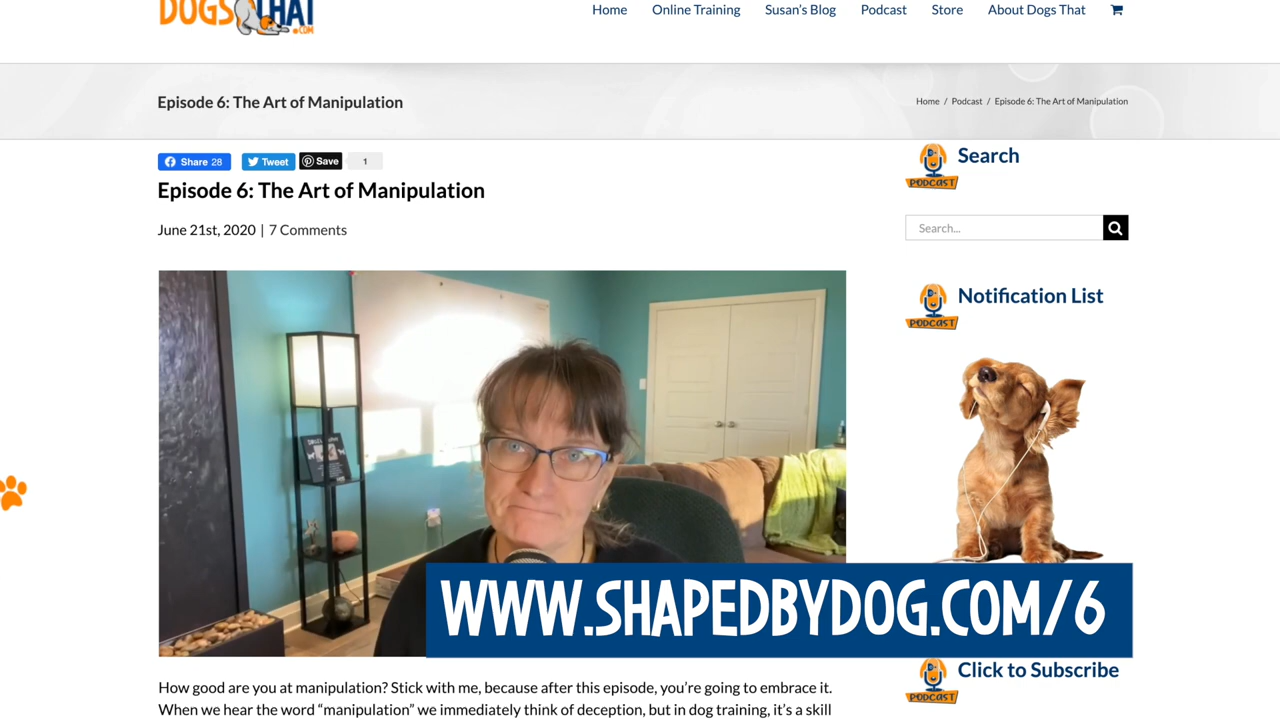 DOGS THAT
.COM
Home Online Training Susan's Blog Podcast Store About Dogs That
Episode 6: The Art of Manipulation
Home / Podcast / Episode 6: The Art of Manipulation
Share 28 Tweet Save 1
Episode 6: The Art of Manipulation
June 21st, 2020 | 7 Comments
PODCAST
Search
Search...
PODCAST
Notification List
WWW.SHAPEDBYDOG.COM/6
PODCAST
Click to Subscribe
How good are you at manipulation? Stick with me, because after this episode, you're going to embrace it.
When we hear the word “manipulation” we immediately think of deception, but in dog training, it's a skill